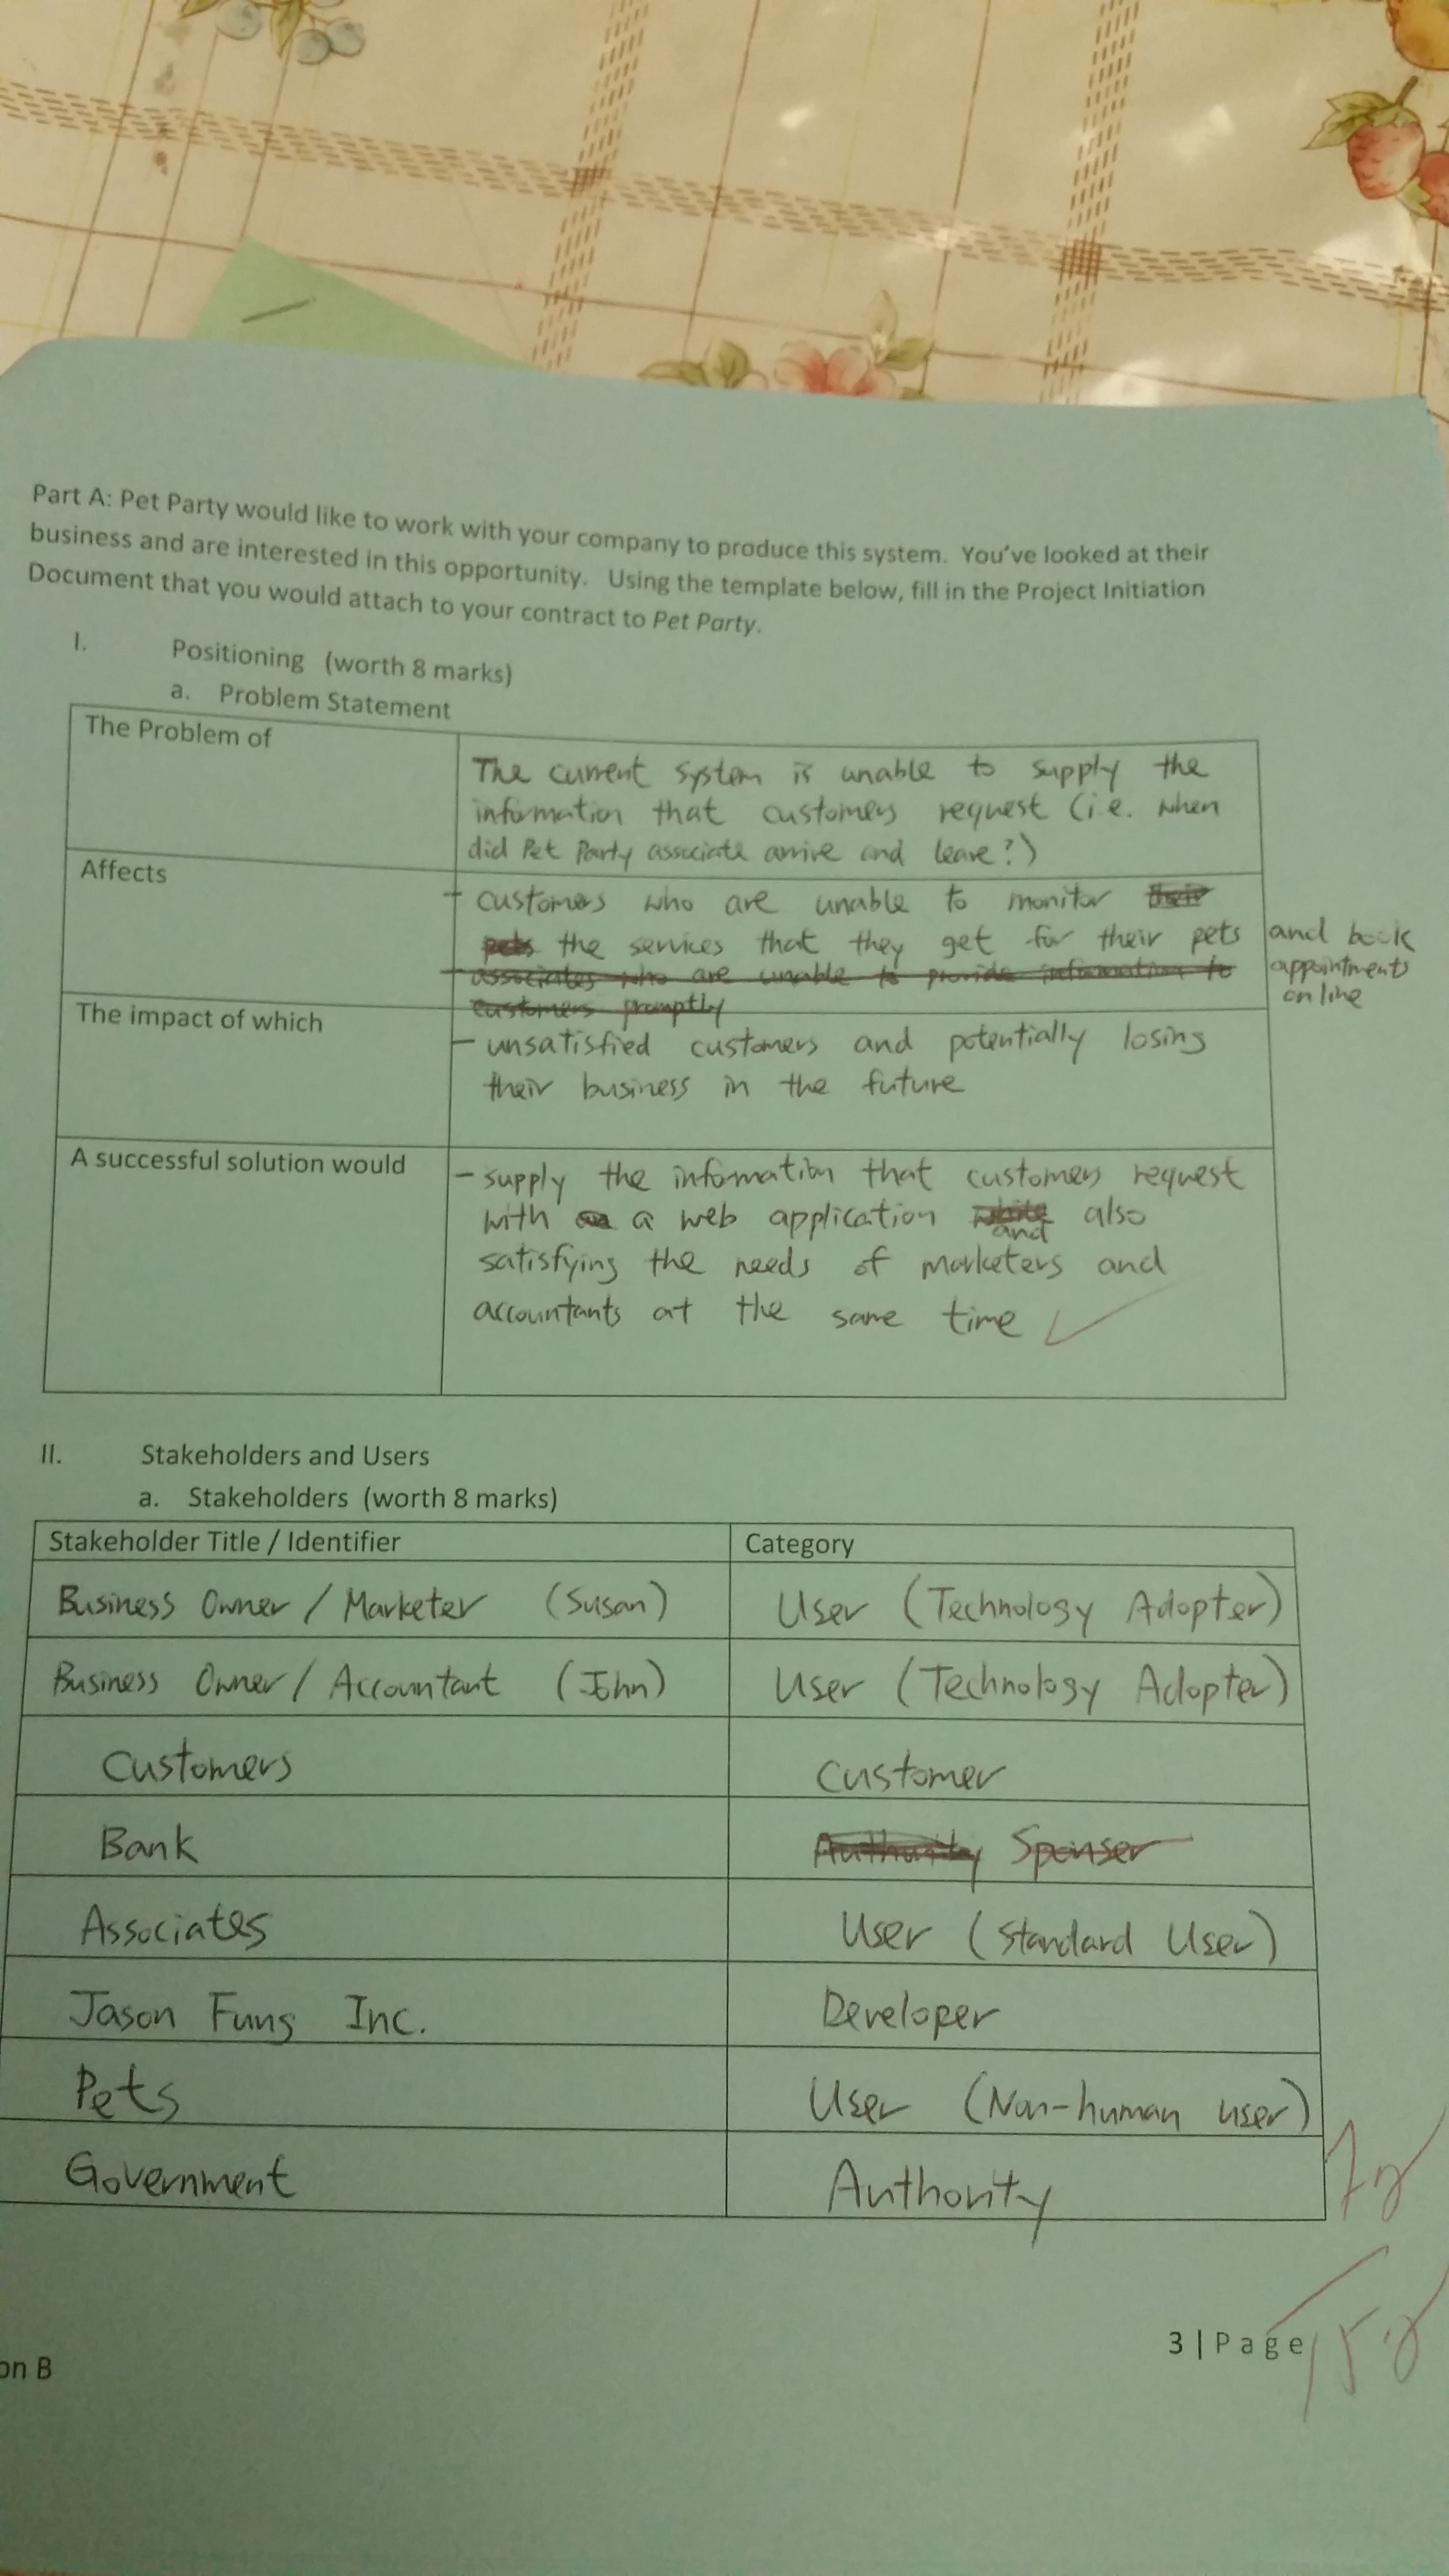 Part A: Pet Party would like to work with your company to produce this system. You've looked at their
business and are interested in this opportunity. Using the template below, fill in the Project Initiation
Document that you would attach to your contract to Pet Party.
I. Positioning (worth 8 marks)
a. Problem Statement
The Problem of
The current system is unable to supply the
information that customers request (i.e. when
did Pet Party associate arrive and leave?)
Affects
- customers who are unable to monitor their
pets the services that they get for their pets and book
appointments
online
- associates who are unable to provide information to
customers promptly
The impact of which
- unsatisfied customers and potentially losing
their business in the future
A successful solution would
- supply the information that customers request
with a web application while and also
satisfying the needs of marketers and
accountants at the same time
II. Stakeholders and Users
a. Stakeholders (worth 8 marks)
Stakeholder Title / Identifier Category
Business Owner / Marketer (Susan) User (Technology Adopter)
Business Owner / Accountant (John) User (Technology Adopter)
Customers Customer
Bank Authority Sponser
Associates User (Standard User)
Jason Fung Inc. Developer
Pets User (Non-human user)
Government Authority
3 | Page
on B